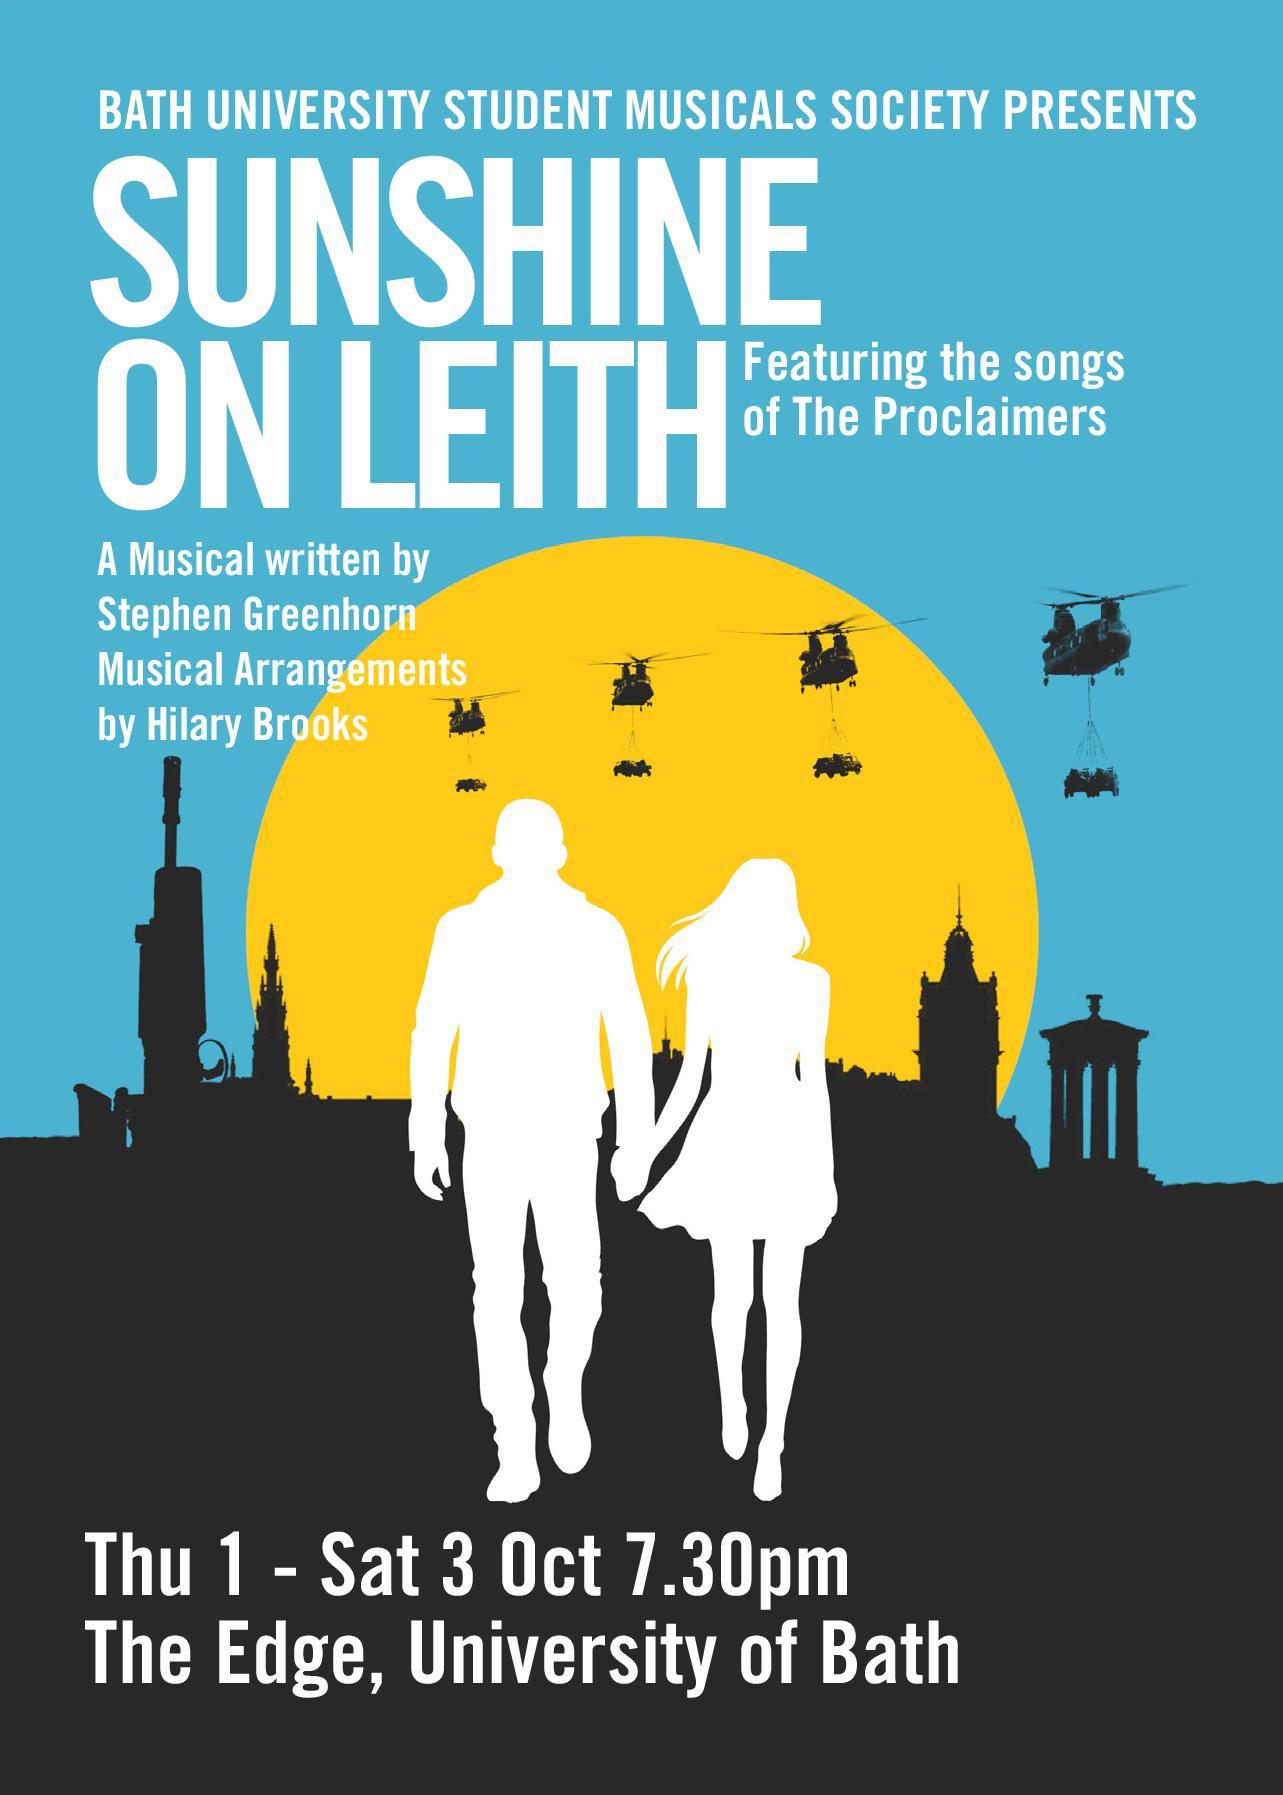 BATH UNIVERSITY STUDENT MUSICALS SOCIETY PRESENTS
SUNSHINE
ON LEITH
Featuring the songs
of The Proclaimers
A Musical written by
Stephen Greenhorn
Musical Arrangements
by Hilary Brooks
Thu 1 - Sat 3 Oct 7.30pm
The Edge, University of Bath